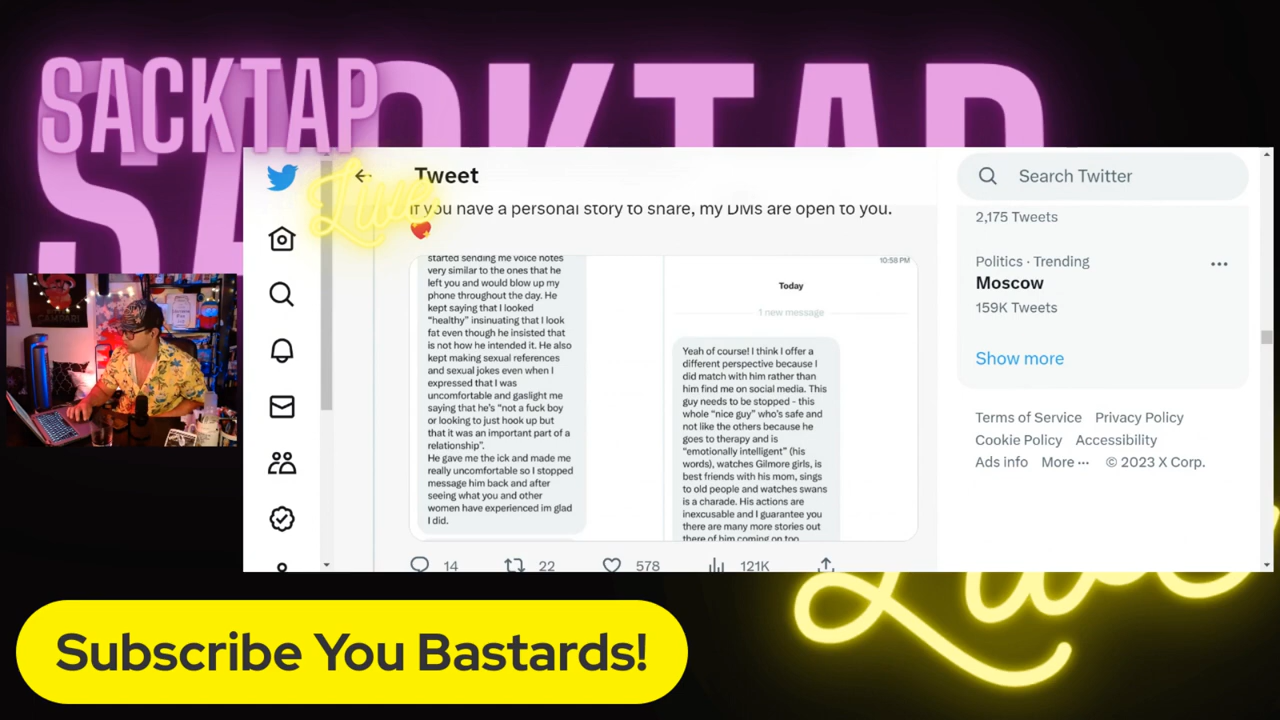 SACKTAP
SACKTAP
Live
Tweet
Search Twitter
If you have a personal story to share, my DMs are open to you.
2,175 Tweets
Politics · Trending
Moscow
159K Tweets
Show more
Terms of Service Privacy Policy
Cookie Policy Accessibility
Ads info More ··· © 2023 X Corp.
started sending me voice notes
very similar to the ones that he
left you and would blow up my
phone throughout the day. He
kept saying that I looked
“healthy” insinuating that I look
fat even though he insisted that
is not how he intended it. He also
kept making sexual references
and sexual jokes even when I
expressed that I was
uncomfortable and gaslight me
saying that he's “not a fuck boy
or looking to just hook up but
that it was an important part of a
relationship”.
He gave me the ick and made me
really uncomfortable so I stopped
message him back and after
seeing what you and other
women have experienced im glad
I did.
10:58 PM
Today
1 new message
Yeah of course! I think I offer a
different perspective because I
did match with him rather than
him find me on social media. This
guy needs to be stopped - this
whole “nice guy” who's safe and
not like the others because he
goes to therapy and is
“emotionally intelligent” (his
words), watches Gilmore girls, is
best friends with his mom, sings
to old people and watches swans
is a charade. His actions are
inexcusable and I guarantee you
there are many more stories out
there of him coming on too
14 22 578 121K
CAMPARI
Live
Subscribe You Bastards!